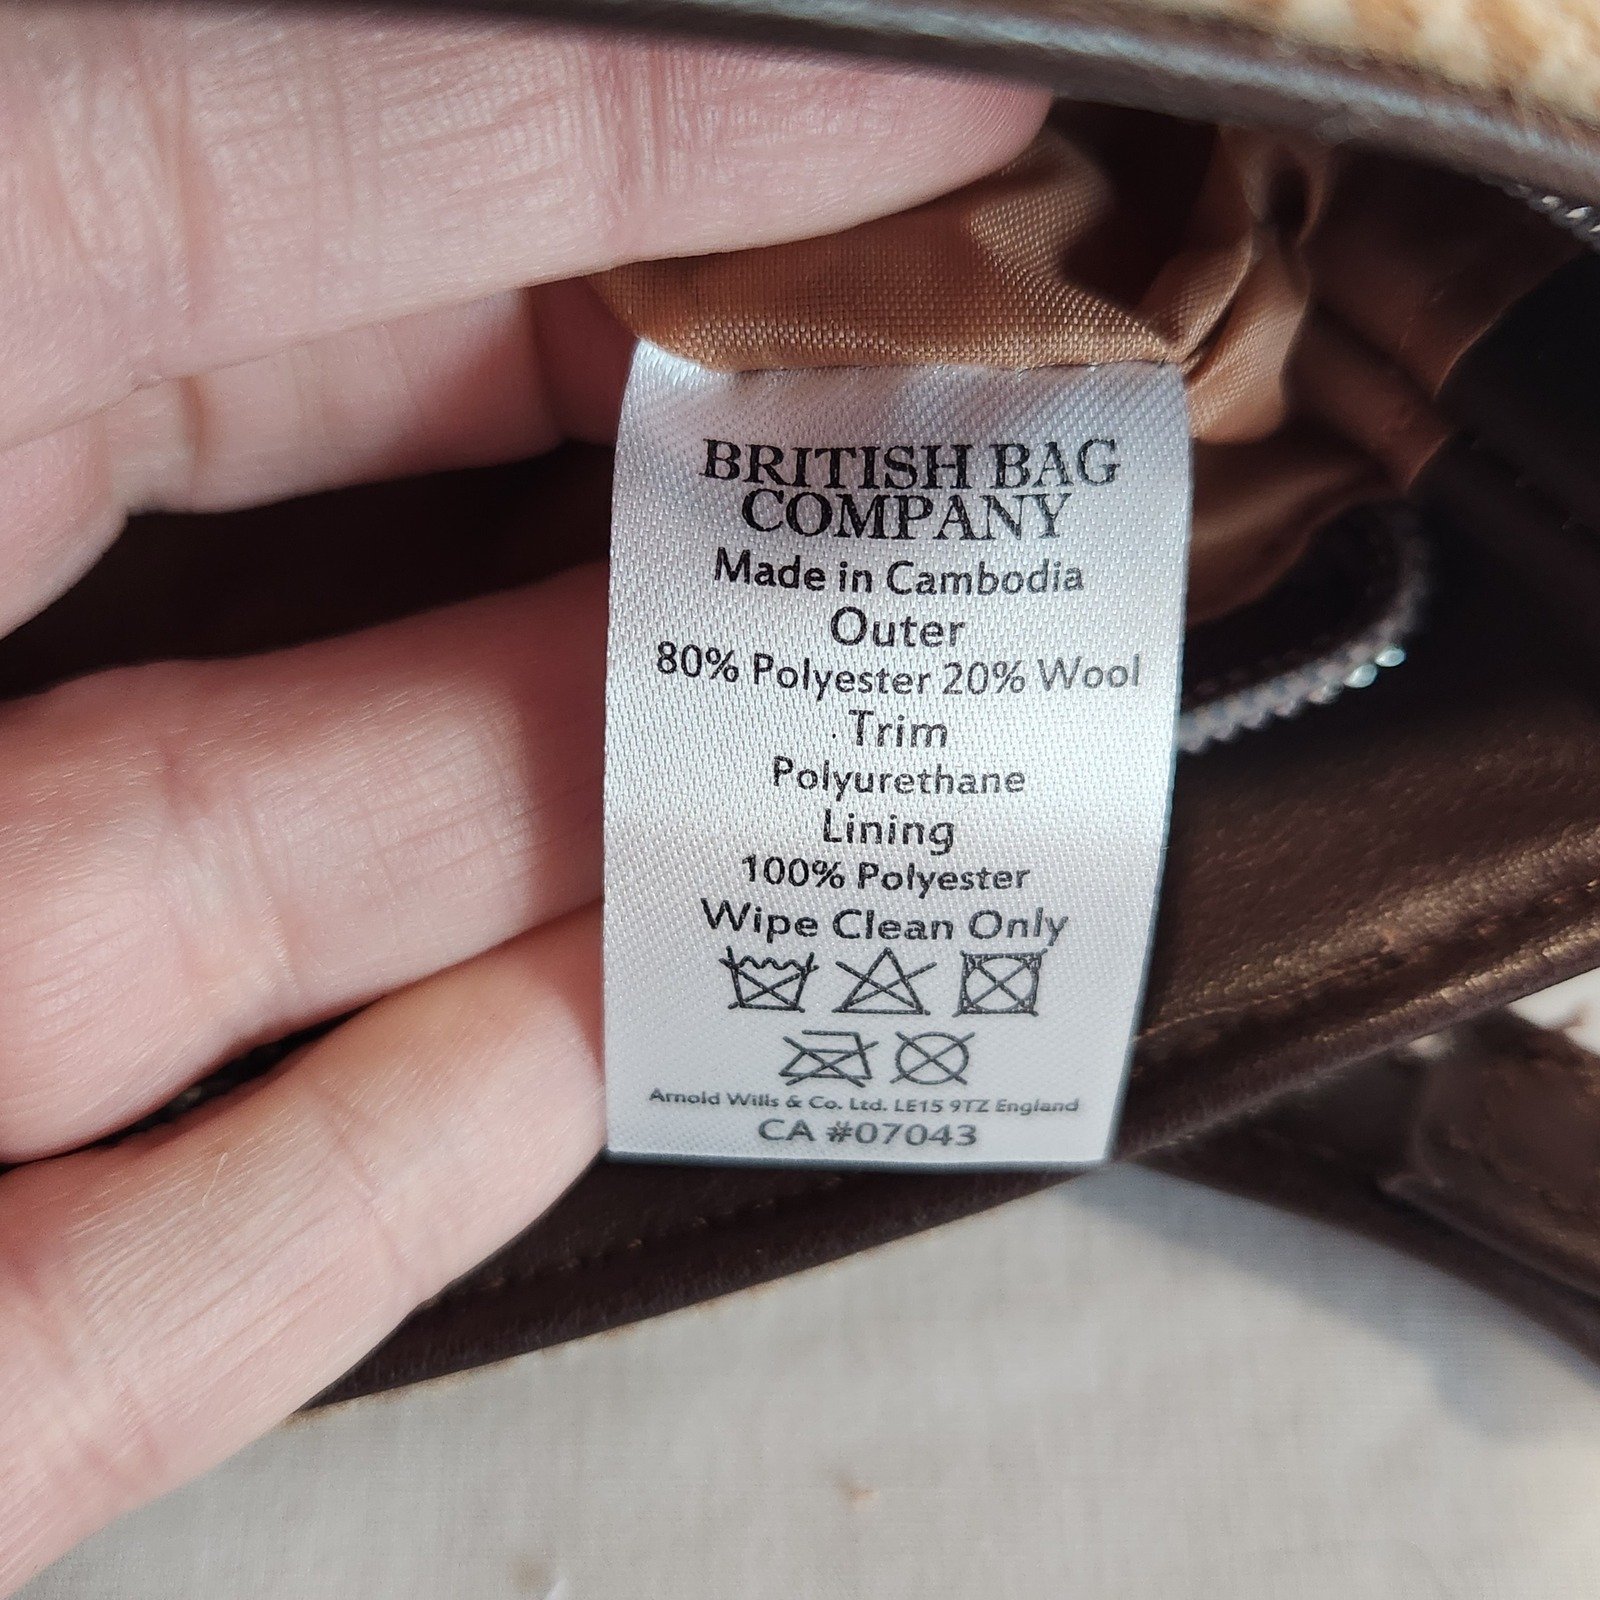 BRITISH BAG
COMPANY
Made in Cambodia
Outer
80% Polyester 20% Wool
Trim
Polyurethane
Lining
100% Polyester
Wipe Clean Only
Arnold Wills & Co. Ltd. LE15 9TZ England
CA #07043